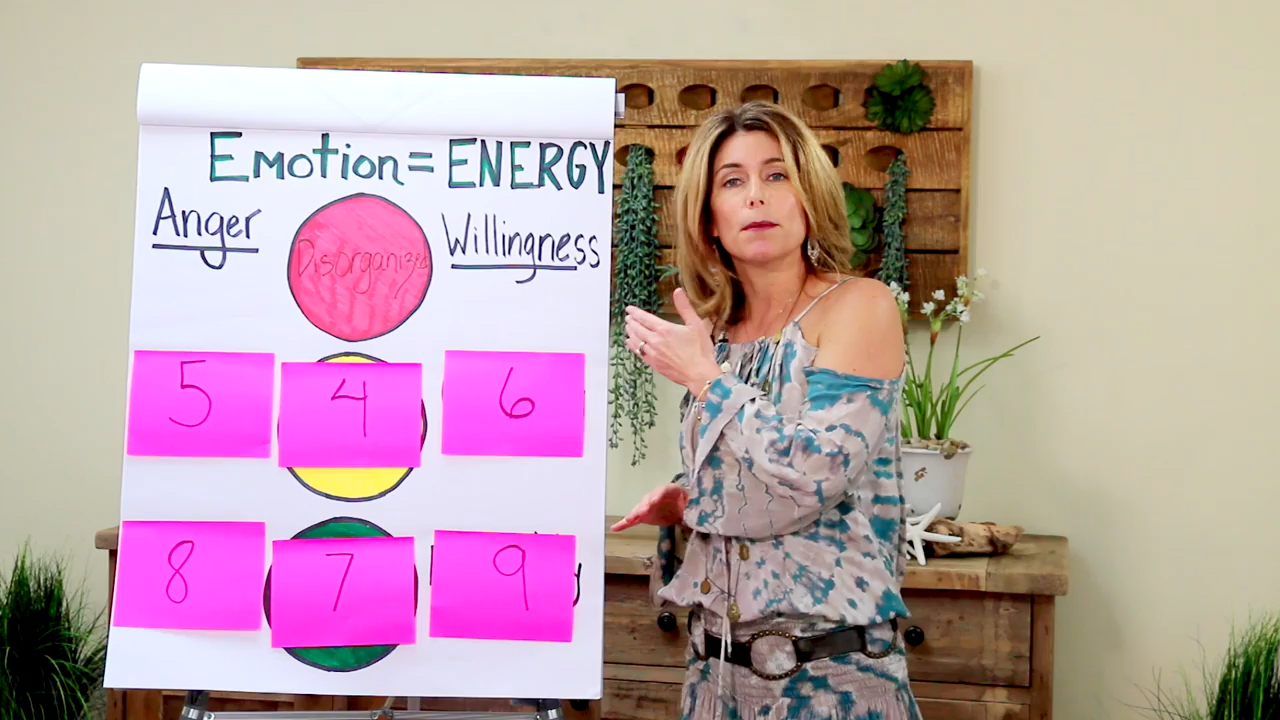 Emotion = ENERGY
Anger
Disorganized
Willingness
5 4 6
8 7 9